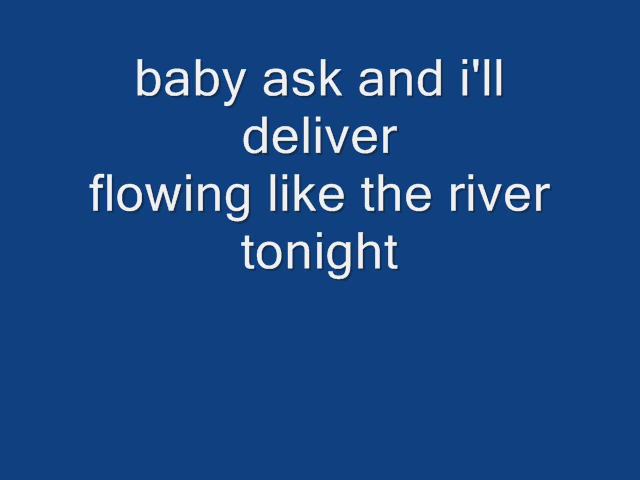 baby ask and i'll
deliver
flowing like the river
tonight